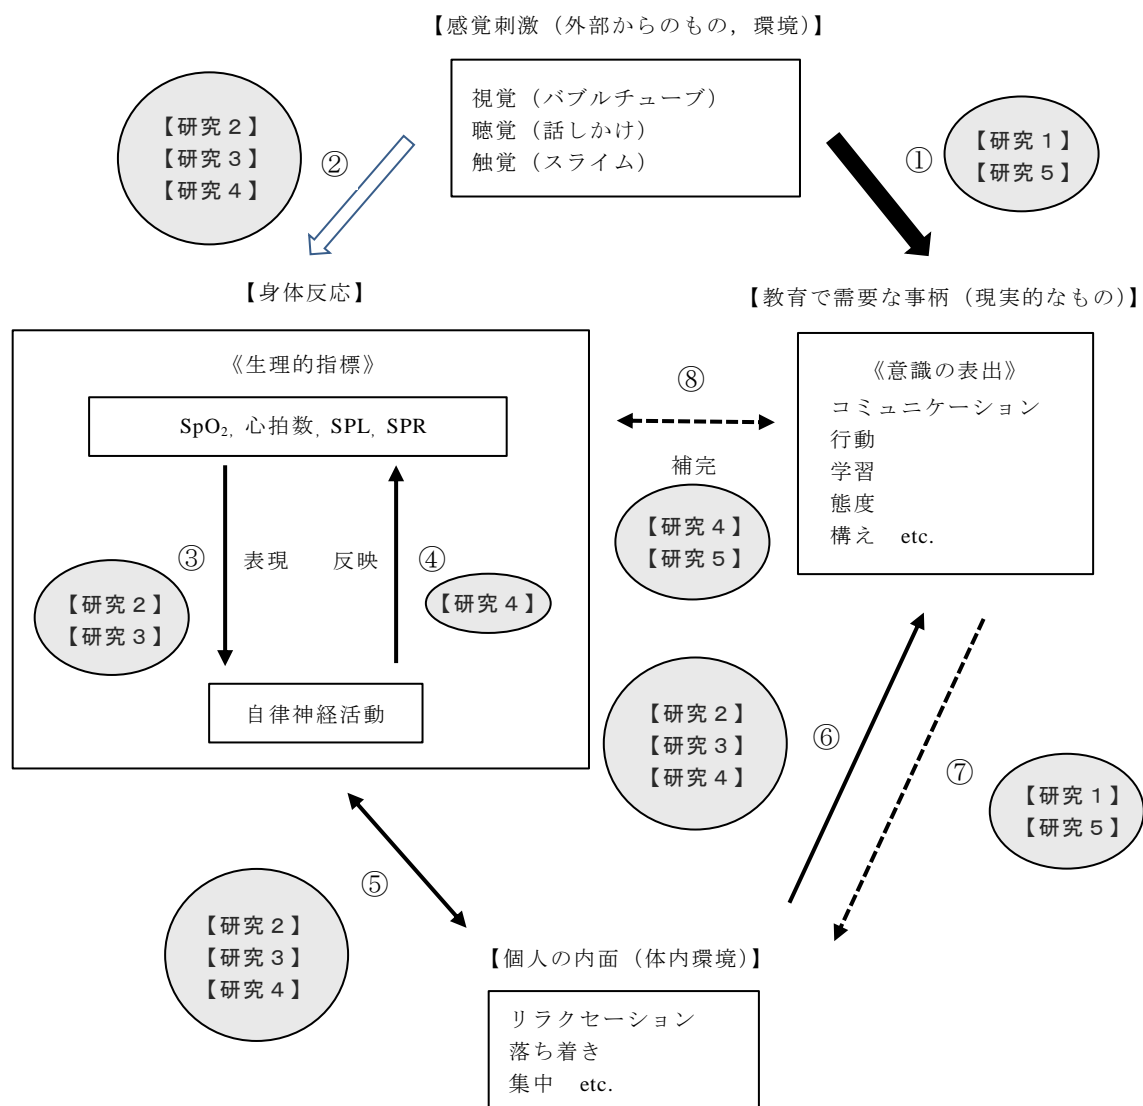 【感覚刺激（外部からのもの，環境）】
視覚（バブルチューブ）
聴覚（話しかけ）
触覚（スライム）
【研究２】
【研究３】
【研究４】
②
①
【研究１】
【研究５】
【身体反応】
【教育で需要な事柄（現実的なもの）】
《生理的指標》
SpO₂, 心拍数, SPL, SPR
③
表現
反映
④
【研究２】
【研究３】
【研究４】
自律神経活動
⑧
補完
【研究４】
【研究５】
《意識の表出》
コミュニケーション
行動
学習
態度
構え etc.
【研究２】
【研究３】
【研究４】
⑥
⑦
【研究１】
【研究５】
⑤
【研究２】
【研究３】
【研究４】
【個人の内面（体内環境）】
リラクセーション
落ち着き
集中 etc.